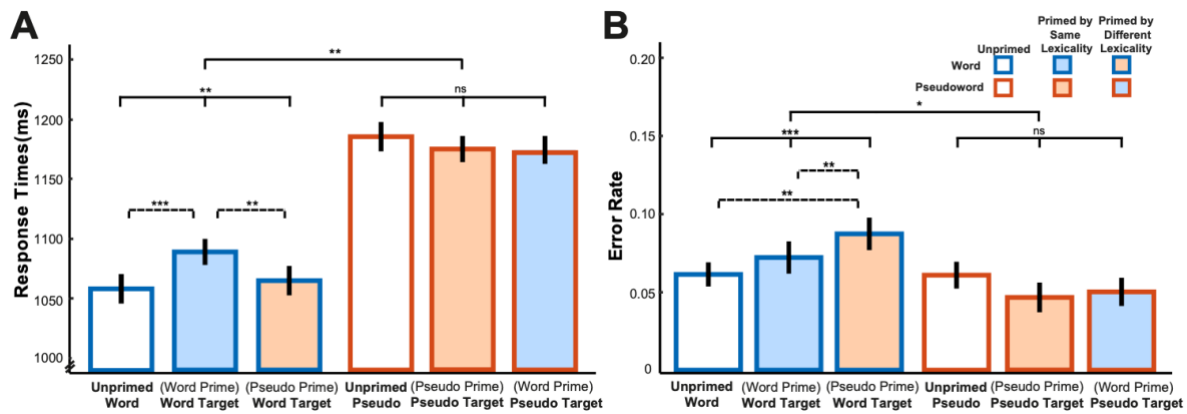 A
Response Times(ms)
1250
1200
1150
1100
1050
1000
**
**
ns
***
**
Unprimed
Word
(Word Prime)
Word Target
(Pseudo Prime)
Word Target
Unprimed
Pseudo
(Pseudo Prime)
Pseudo Target
(Word Prime)
Pseudo Target
B
Error Rate
0.20
0.15
0.10
0.05
0
Unprimed
Primed by
Same
Lexicality
Primed by
Different
Lexicality
Word
Pseudoword
*
***
ns
**
**
Unprimed
Word
(Word Prime)
Word Target
(Pseudo Prime)
Word Target
Unprimed
Pseudo
(Pseudo Prime)
Pseudo Target
(Word Prime)
Pseudo Target